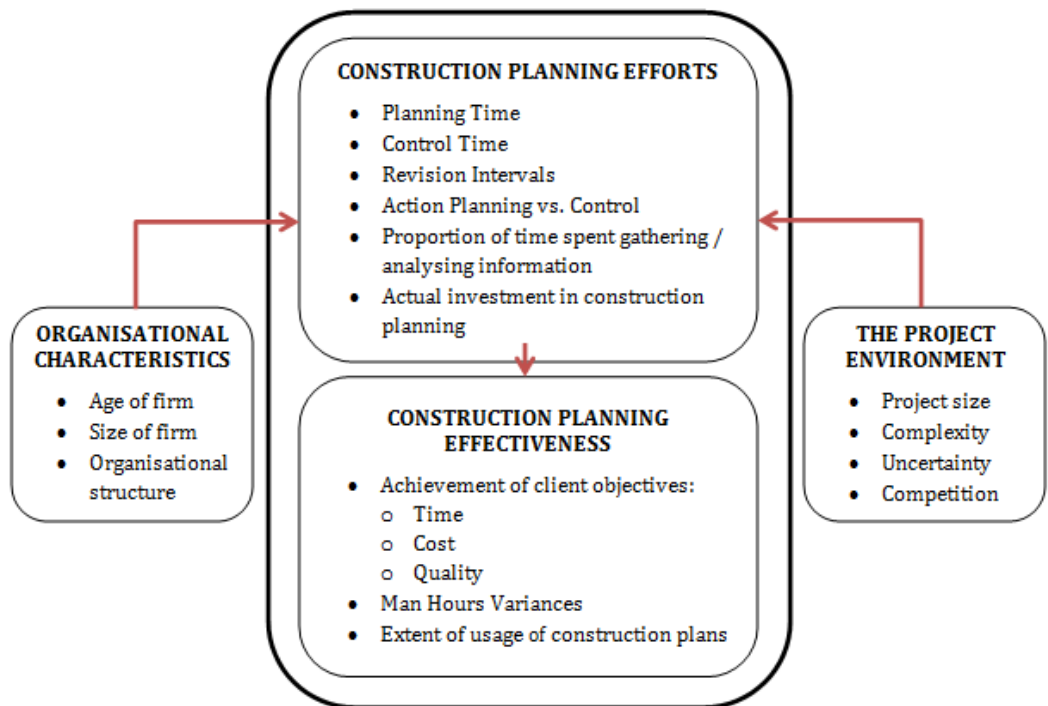 CONSTRUCTION PLANNING EFFORTS
• Planning Time
• Control Time
• Revision Intervals
• Action Planning vs. Control
• Proportion of time spent gathering /
analysing information
• Actual investment in construction
planning
ORGANISATIONAL
CHARACTERISTICS
• Age of firm
• Size of firm
• Organisational
structure
THE PROJECT
ENVIRONMENT
• Project size
• Complexity
• Uncertainty
• Competition
CONSTRUCTION PLANNING
EFFECTIVENESS
• Achievement of client objectives:
o Time
o Cost
o Quality
• Man Hours Variances
• Extent of usage of construction plans